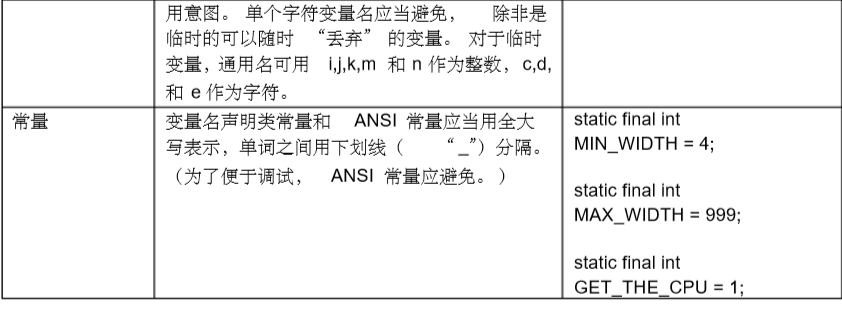 用意图。 单个字符变量名应当避免， 除非是
临时的可以随时 “丢弃” 的变量。 对于临时
变量，通用名可用 i,j,k,m 和 n 作为整数，c,d,
和 e 作为字符。
常量
变量名声明类常量和 ANSI 常量应当用全大
写表示，单词之间用下划线（ “_”）分隔。
（为了便于调试， ANSI 常量应避免。）
static final int
MIN_WIDTH = 4;
static final int
MAX_WIDTH = 999;
static final int
GET_THE_CPU = 1;